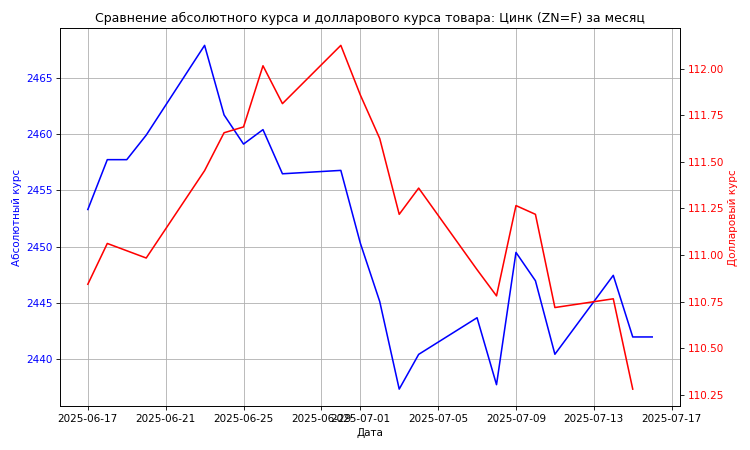 Сравнение абсолютного курса и долларового курса товара: Цинк (ZN=F) за месяц
2465
2460
2455
2450
2445
2440
Абсолютный курс
112.00
111.75
111.50
111.25
111.00
110.75
110.50
110.25
Долларовый курс
2025-06-17 2025-06-21 2025-06-25 2025-06-29 2025-07-01 2025-07-05 2025-07-09 2025-07-13 2025-07-17
Дата